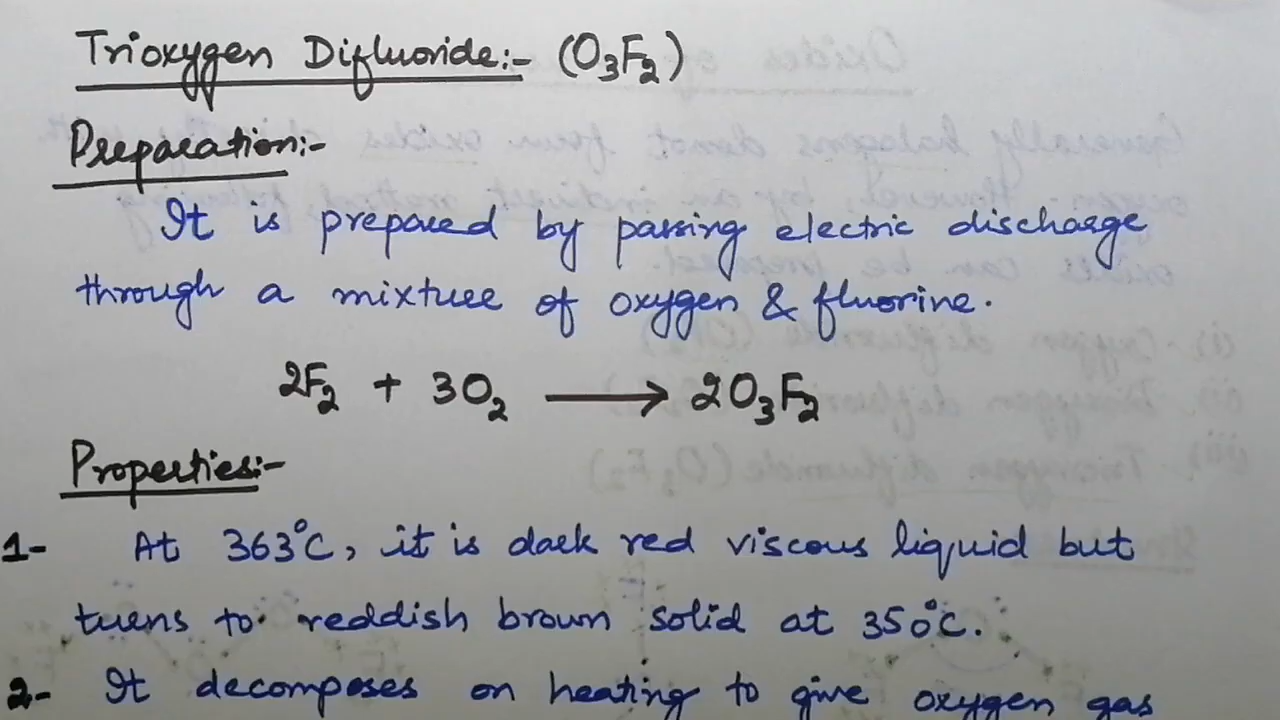 Trioxygen Difluoride:- (O₃F₂)
Preparation:-
It is prepared by passing electric discharge
through a mixture of oxygen & fluorine.
2F₂ + 3O₂ ⟶ 2O₃F₂
Properties:-
1- At 363°C, it is dark red viscous liquid but
turns to reddish brown solid at 350°C.
2- It decomposes on heating to give oxygen gas